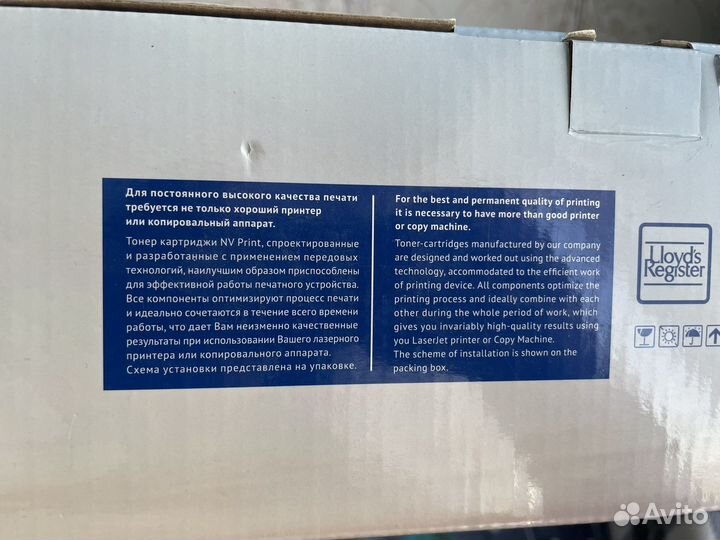 Для постоянного высокого качества печати
требуется не только хороший принтер
или копировальный аппарат.
Тонер картриджи NV Print, спроектированные
и разработанные с применением передовых
технологий, наилучшим образом приспособлены
для эффективной работы печатного устройства.
Все компоненты оптимизируют процесс печати
и идеально сочетаются в течение всего времени
работы, что дает Вам неизменно качественные
результаты при использовании Вашего лазерного
принтера или копировального аппарата.
Схема установки представлена на упаковке.
For the best and permanent quality of printing
it is necessary to have more than good printer
or copy machine.
Toner-cartridges manufactured by our company
are designed and worked out using the advanced
technology, accommodated to the efficient work
of printing device. All components optimize the
printing process and ideally combine with each
other during the whole period of work, which
gives you invariably high-quality results using
you LaserJet printer or Copy Machine.
The scheme of installation is shown on the
packing box.
Lloyd's
Register
Avito